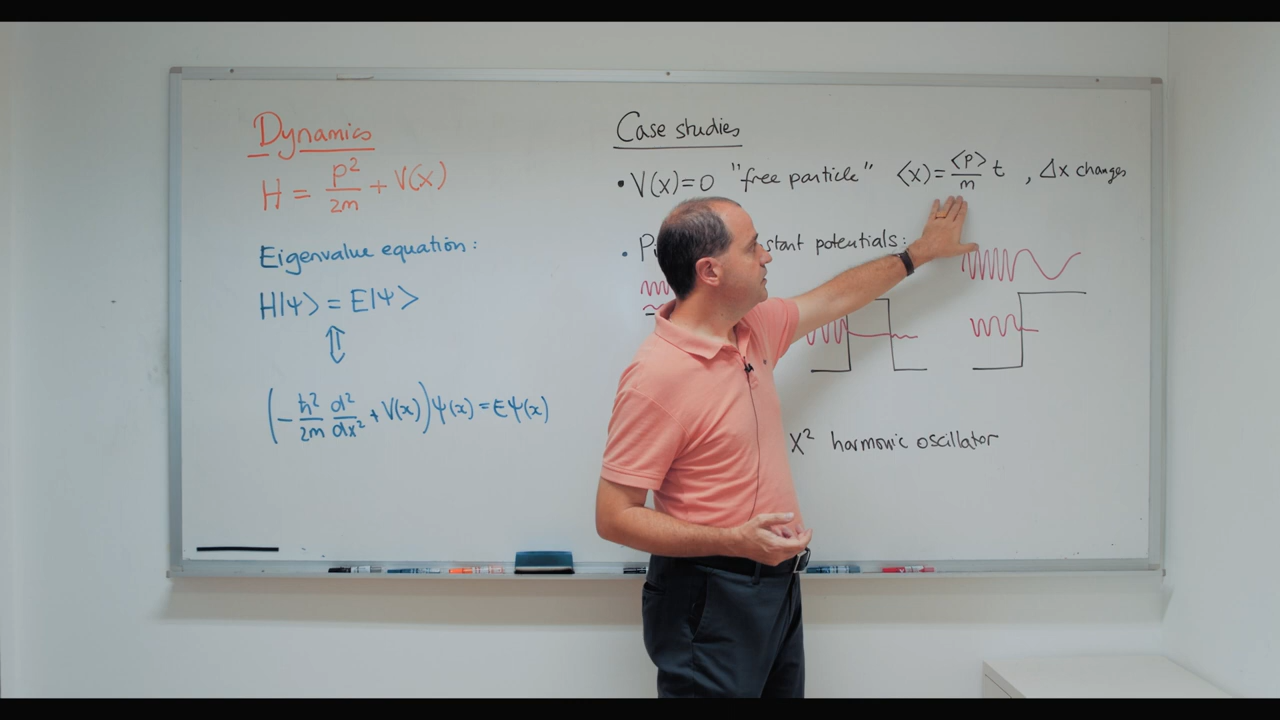 Dynamics
H = p²/2m + V(x)
Eigenvalue equation:
H|ψ⟩ = E|ψ⟩
⇕
(-ħ²/2m d²/dx² + V(x))ψ(x) = Eψ(x)
Case studies
• V(x)=0 "free particle" ⟨x⟩ = ⟨p⟩/m t , Δx changes
• potentials:
x² harmonic oscillator